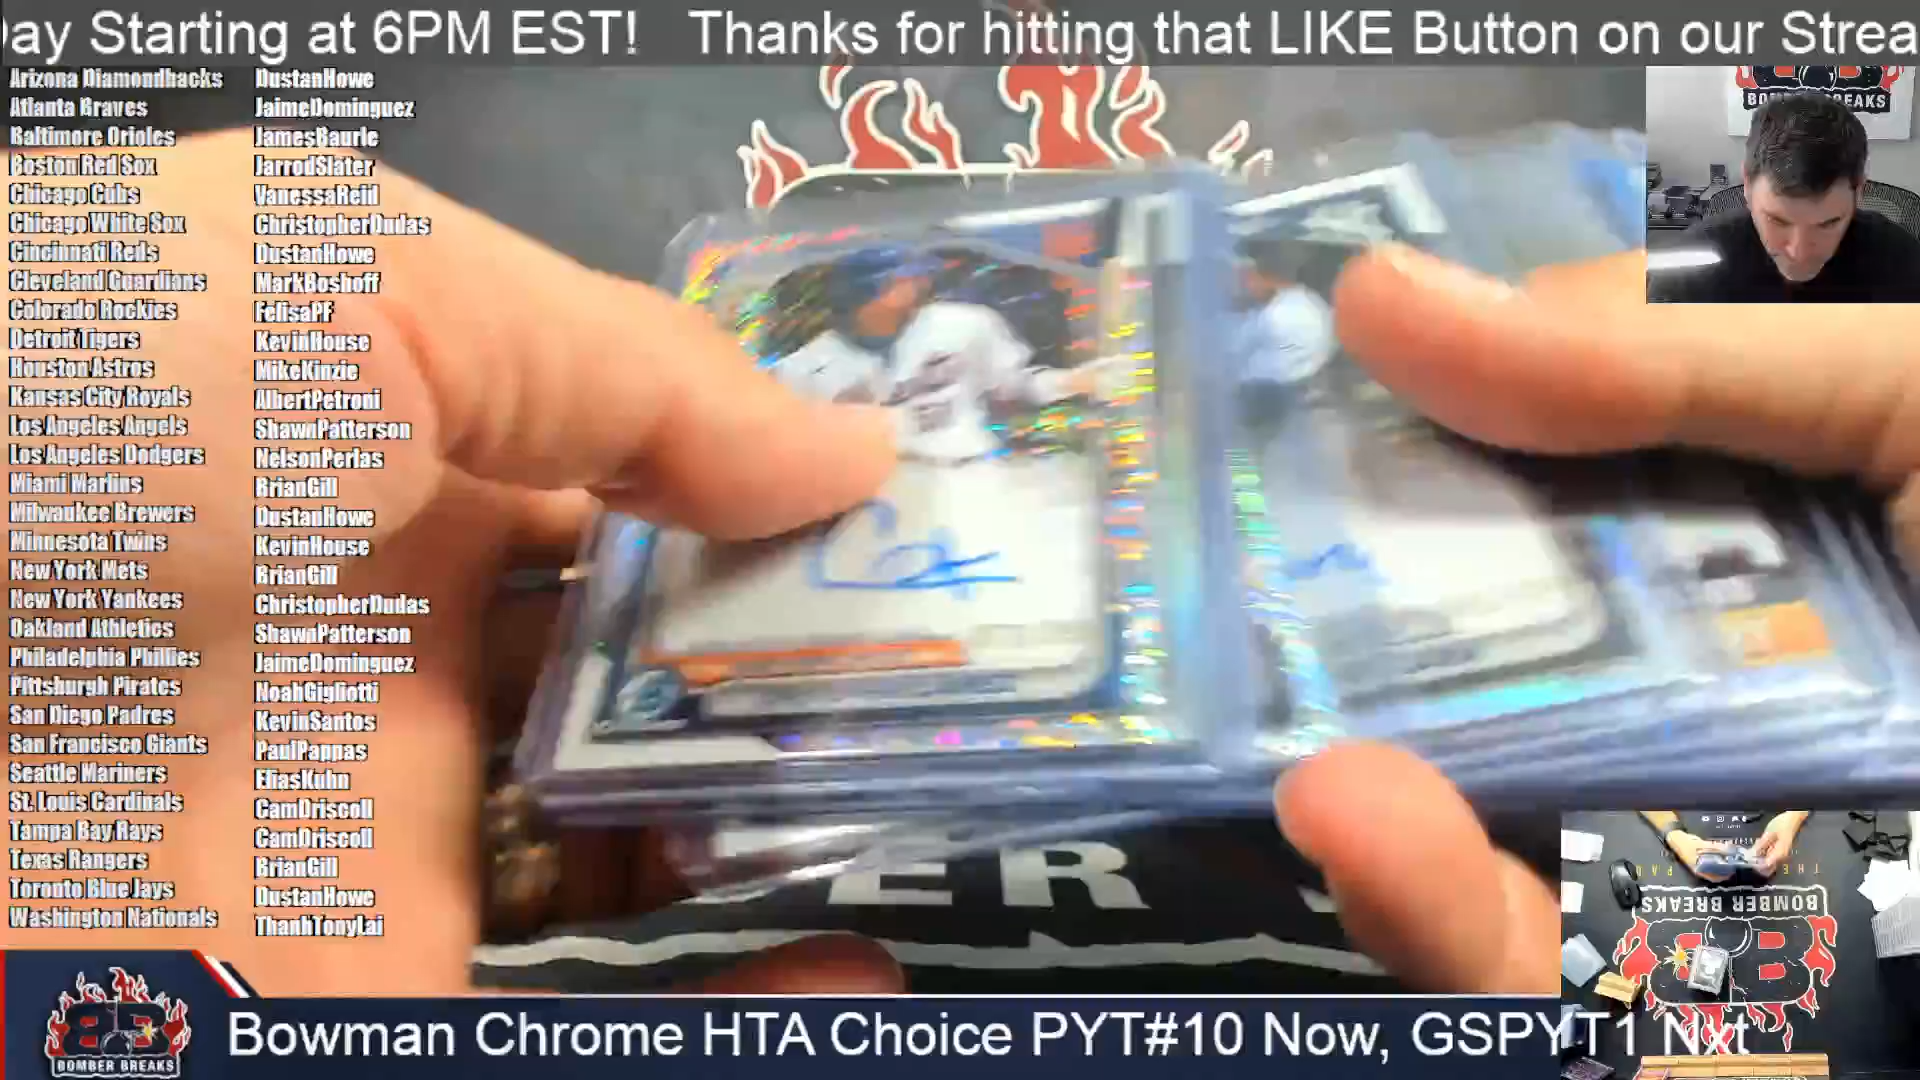 ay Starting at 6PM EST! Thanks for hitting that LIKE Button on our Strea
Arizona Diamondbacks DustanHowe
Atlanta Braves JaimeDominguez
Baltimore Orioles JamesBaurle
Boston Red Sox JarrodSlater
Chicago Cubs VanessaReid
Chicago White Sox ChristopherDudas
Cincinnati Reds DustanHowe
Cleveland Guardians MarkBoshoff
Colorado Rockies FelisaPF
Detroit Tigers KevinHouse
Houston Astros MikeKinzie
Kansas City Royals AlbertPetroni
Los Angeles Angels ShawnPatterson
Los Angeles Dodgers NelsonPerlas
Miami Marlins BrianGill
Milwaukee Brewers DustanHowe
Minnesota Twins KevinHouse
New York Mets BrianGill
New York Yankees ChristopherDudas
Oakland Athletics ShawnPatterson
Philadelphia Phillies JaimeDominguez
Pittsburgh Pirates NoahGigliotti
San Diego Padres KevinSantos
San Francisco Giants PaulPappas
Seattle Mariners EliasKuhn
St. Louis Cardinals CamDriscoll
Tampa Bay Rays CamDriscoll
Texas Rangers BrianGill
Toronto Blue Jays DustanHowe
Washington Nationals ThanhTonyLai
ER
BOMBER BREAKS
BOMBER BREAKS
Bowman Chrome HTA Choice PYT#10 Now, GSPYT1 Nxt